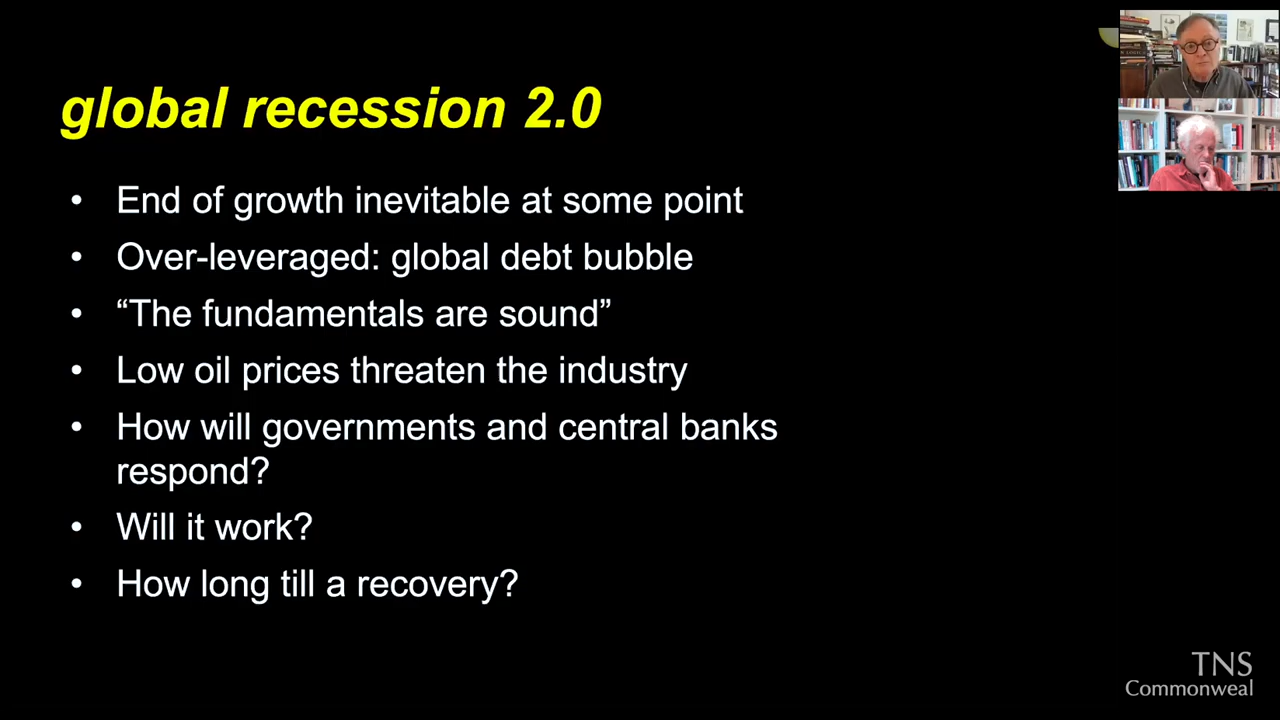 global recession 2.0
• End of growth inevitable at some point
• Over-leveraged: global debt bubble
• “The fundamentals are sound”
• Low oil prices threaten the industry
• How will governments and central banks
respond?
• Will it work?
• How long till a recovery?
TNS
Commonweal